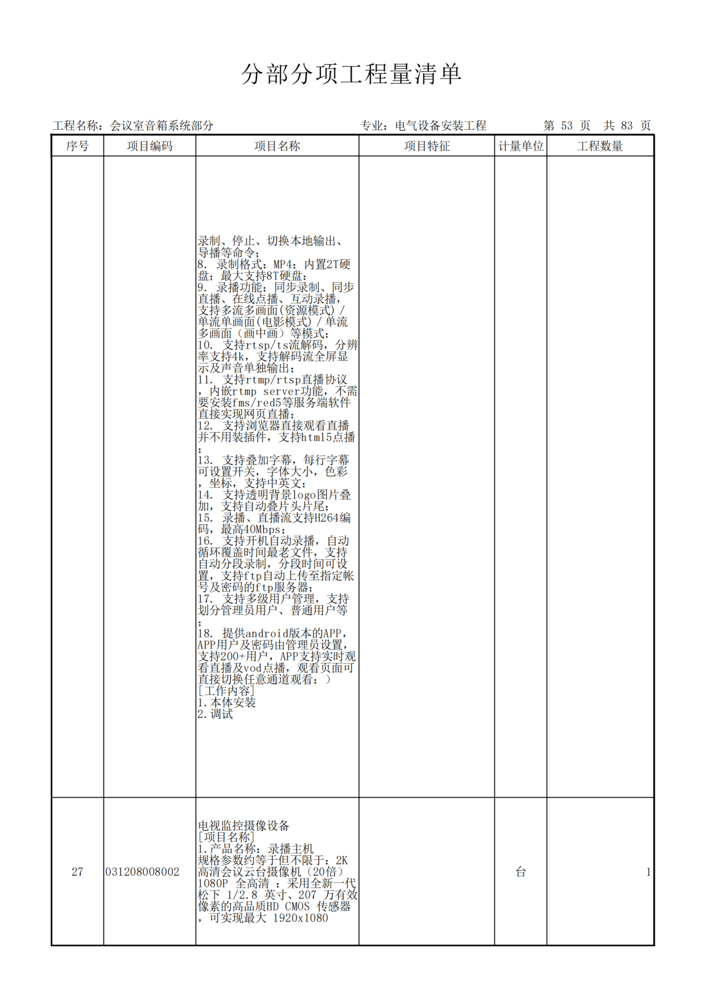 分部分项工程量清单
工程名称：会议室音箱系统部分 专业：电气设备安装工程 第 53 页 共 83 页
序号 项目编码 项目名称 项目特征 计量单位 工程数量
录制、停止、切换本地输出、
导播等命令；
8. 录制格式：MP4；内置2T硬
盘；最大支持8T硬盘：
9. 录播功能：同步录制、同步
直播、在线点播、互动录播，
支持多流多画面(资源模式)/
单流单画面(电影模式)/单流
多画面（画中画）等模式；
10. 支持rtsp/ts流解码，分辨
率支持4k，支持解码流全屏显
示及声音单独输出；
11. 支持rtmp/rtsp直播协议
，内嵌rtmp server功能，不需
要安装fms/red5等服务端软件
直接实现网页直播；
12. 支持浏览器直接观看直播
并不用装插件，支持html5点播
；
13. 支持叠加字幕，每行字幕
可设置开关，字体大小，色彩
，坐标，支持中英文；
14. 支持透明背景logo图片叠
加，支持自动叠片头片尾；
15. 录播、直播流支持H264编
码，最高40Mbps；
16. 支持开机自动录播，自动
循环覆盖时间最老文件，支持
自动分段录制，分段时间可设
置，支持ftp自动上传至指定帐
号及密码的ftp服务器；
17. 支持多级用户管理，支持
划分管理员用户、普通用户等
；
18. 提供android版本的APP，
APP用户及密码由管理员设置，
支持200+用户，APP支持实时观
看直播及vod点播，观看页面可
直接切换任意通道观看；）
[工作内容]
1.本体安装
2.调试
27 031208008002 台 1
电视监控摄像设备
[项目名称]
1.产品名称：录播主机
规格参数约等于但不限于：2K
高清会议云台摄像机（20倍）
1080P 全高清 ：采用全新一代
松下 1/2.8 英寸、207 万有效
像素的高品质HD CMOS 传感器
，可实现最大 1920x1080